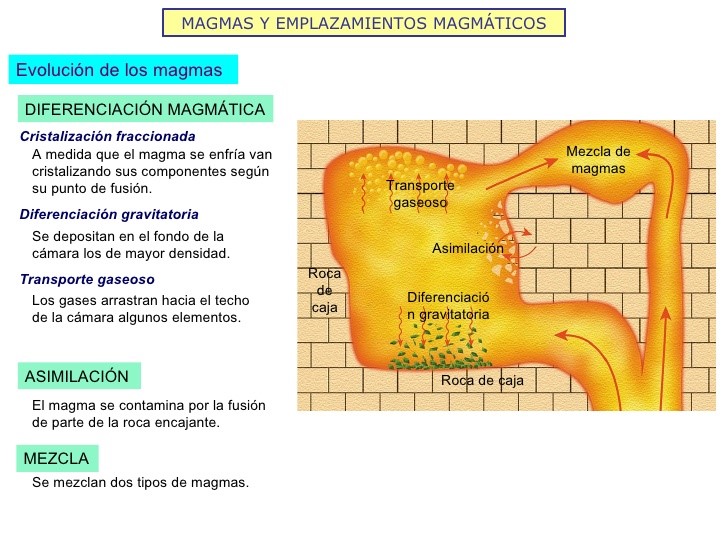 MAGMAS Y EMPLAZAMIENTOS MAGMÁTICOS
Evolución de los magmas
DIFERENCIACIÓN MAGMÁTICA
Cristalización fraccionada
A medida que el magma se enfría van
cristalizando sus componentes según
su punto de fusión.
Diferenciación gravitatoria
Se depositan en el fondo de la
cámara los de mayor densidad.
Transporte gaseoso
Los gases arrastran hacia el techo
de la cámara algunos elementos.
ASIMILACIÓN
El magma se contamina por la fusión
de parte de la roca encajante.
MEZCLA
Se mezclan dos tipos de magmas.
Mezcla de
magmas
Transporte
gaseoso
Asimilación
Roca
de
caja
Diferenciació
n gravitatoria
Roca de caja